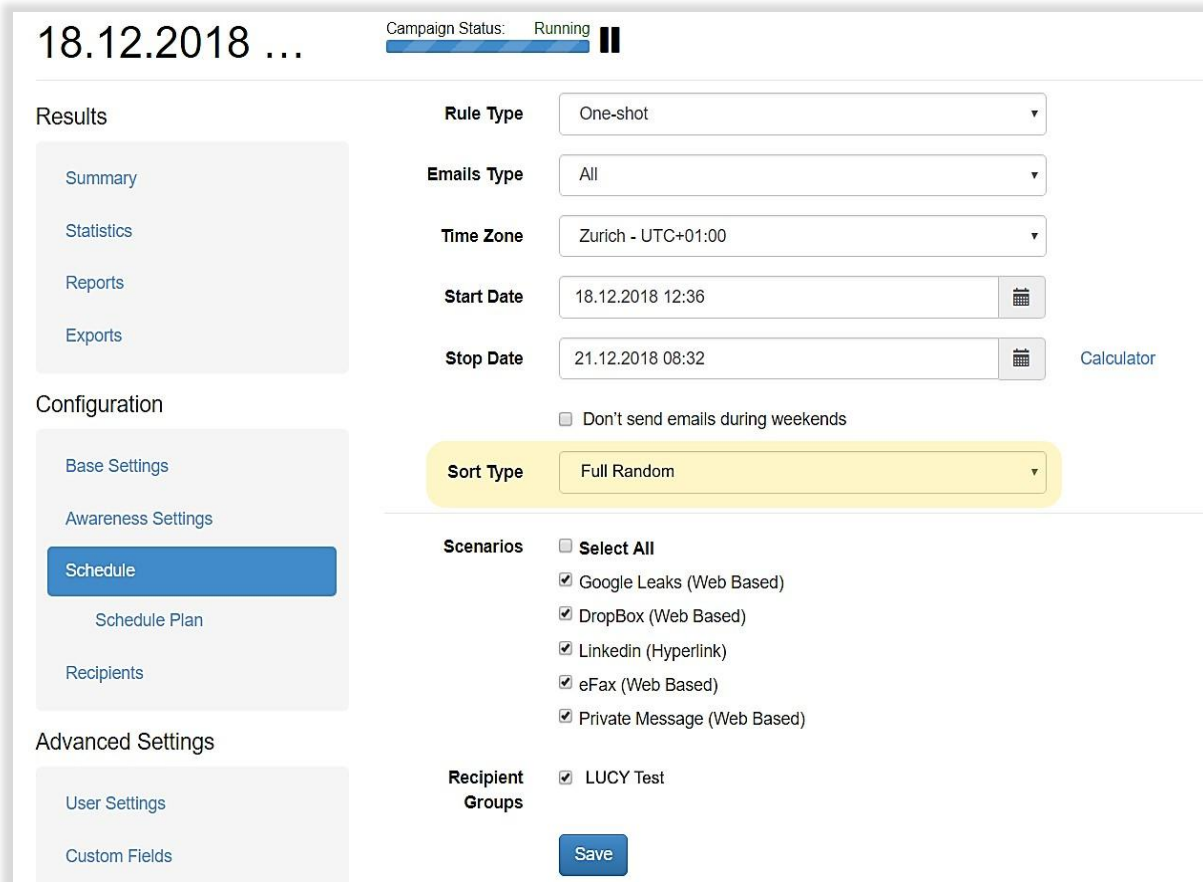 18.12.2018 ...
Campaign Status: Running
Results
Summary
Statistics
Reports
Exports
Configuration
Base Settings
Awareness Settings
Schedule
Schedule Plan
Recipients
Advanced Settings
User Settings
Custom Fields
Rule Type One-shot
Emails Type All
Time Zone Zurich - UTC+01:00
Start Date 18.12.2018 12:36
Stop Date 21.12.2018 08:32 Calculator
Don't send emails during weekends
Sort Type Full Random
Scenarios Select All
Google Leaks (Web Based)
DropBox (Web Based)
Linkedin (Hyperlink)
eFax (Web Based)
Private Message (Web Based)
Recipient LUCY Test
Groups
Save